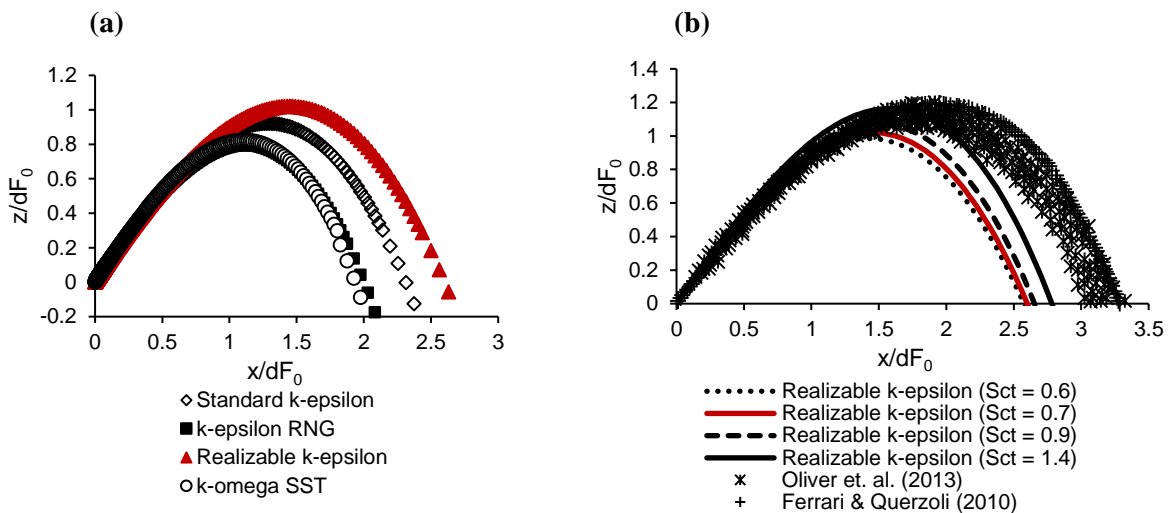 (a)
z/dF0
1.2
1
0.8
0.6
0.4
0.2
0
-0.2
0 0.5 1 1.5 2 2.5 3
x/dF0
Standard k-epsilon
k-epsilon RNG
Realizable k-epsilon
k-omega SST
(b)
z/dF0
1.4
1.2
1
0.8
0.6
0.4
0.2
0
0 0.5 1 1.5 2 2.5 3 3.5
x/dF0
Realizable k-epsilon (Sct = 0.6)
Realizable k-epsilon (Sct = 0.7)
Realizable k-epsilon (Sct = 0.9)
Realizable k-epsilon (Sct = 1.4)
Oliver et. al. (2013)
Ferrari & Querzoli (2010)